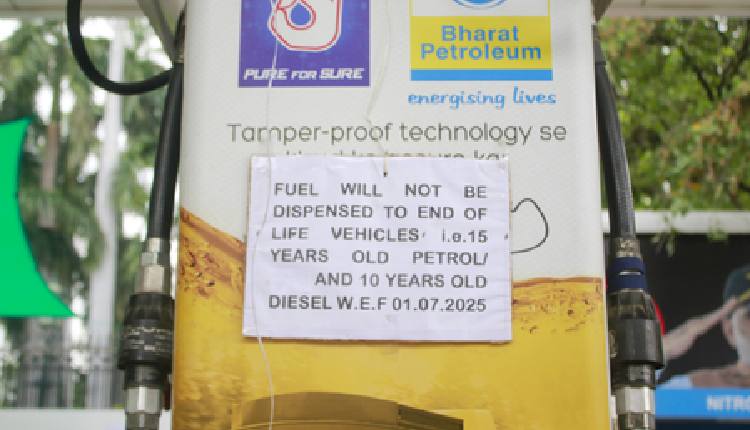 PURE FOR SURE
Bharat
Petroleum
energising lives
Tamper-proof technology se
FUEL WILL NOT BE
DISPENSED TO END OF
LIFE VEHICLES i.e.15
YEARS OLD PETROL/
AND 10 YEARS OLD
DIESEL W.E.F 01.07.2025
NITRO